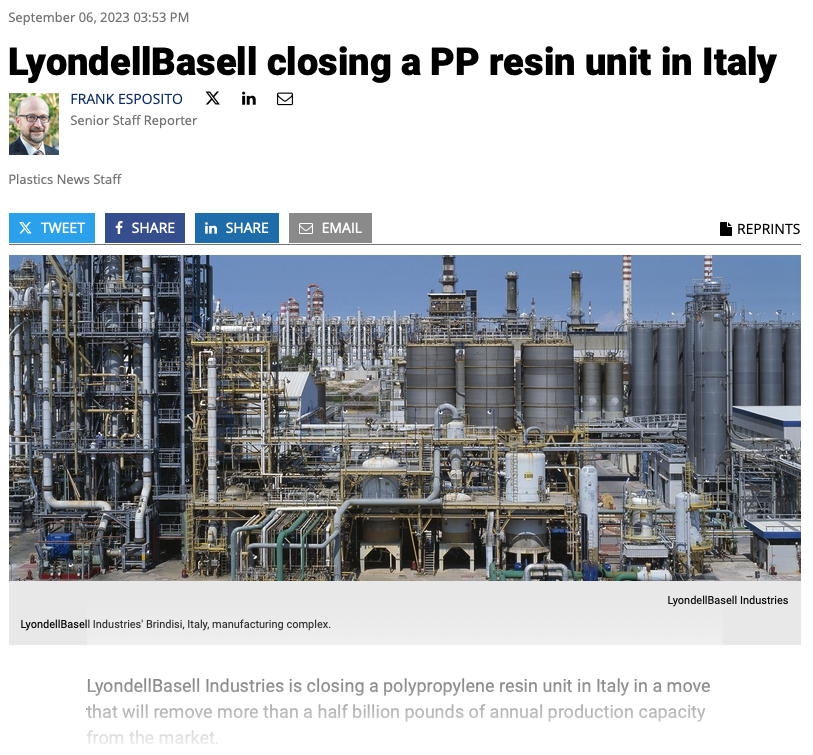 September 06, 2023 03:53 PM
LyondellBasell closing a PP resin unit in Italy
FRANK ESPOSITO
Senior Staff Reporter
Plastics News Staff
TWEET
SHARE
SHARE
EMAIL
REPRINTS
LyondellBasell Industries
LyondellBasell Industries' Brindisi, Italy, manufacturing complex.
LyondellBasell Industries is closing a polypropylene resin unit in Italy in a move
that will remove more than a half billion pounds of annual production capacity
from the market.